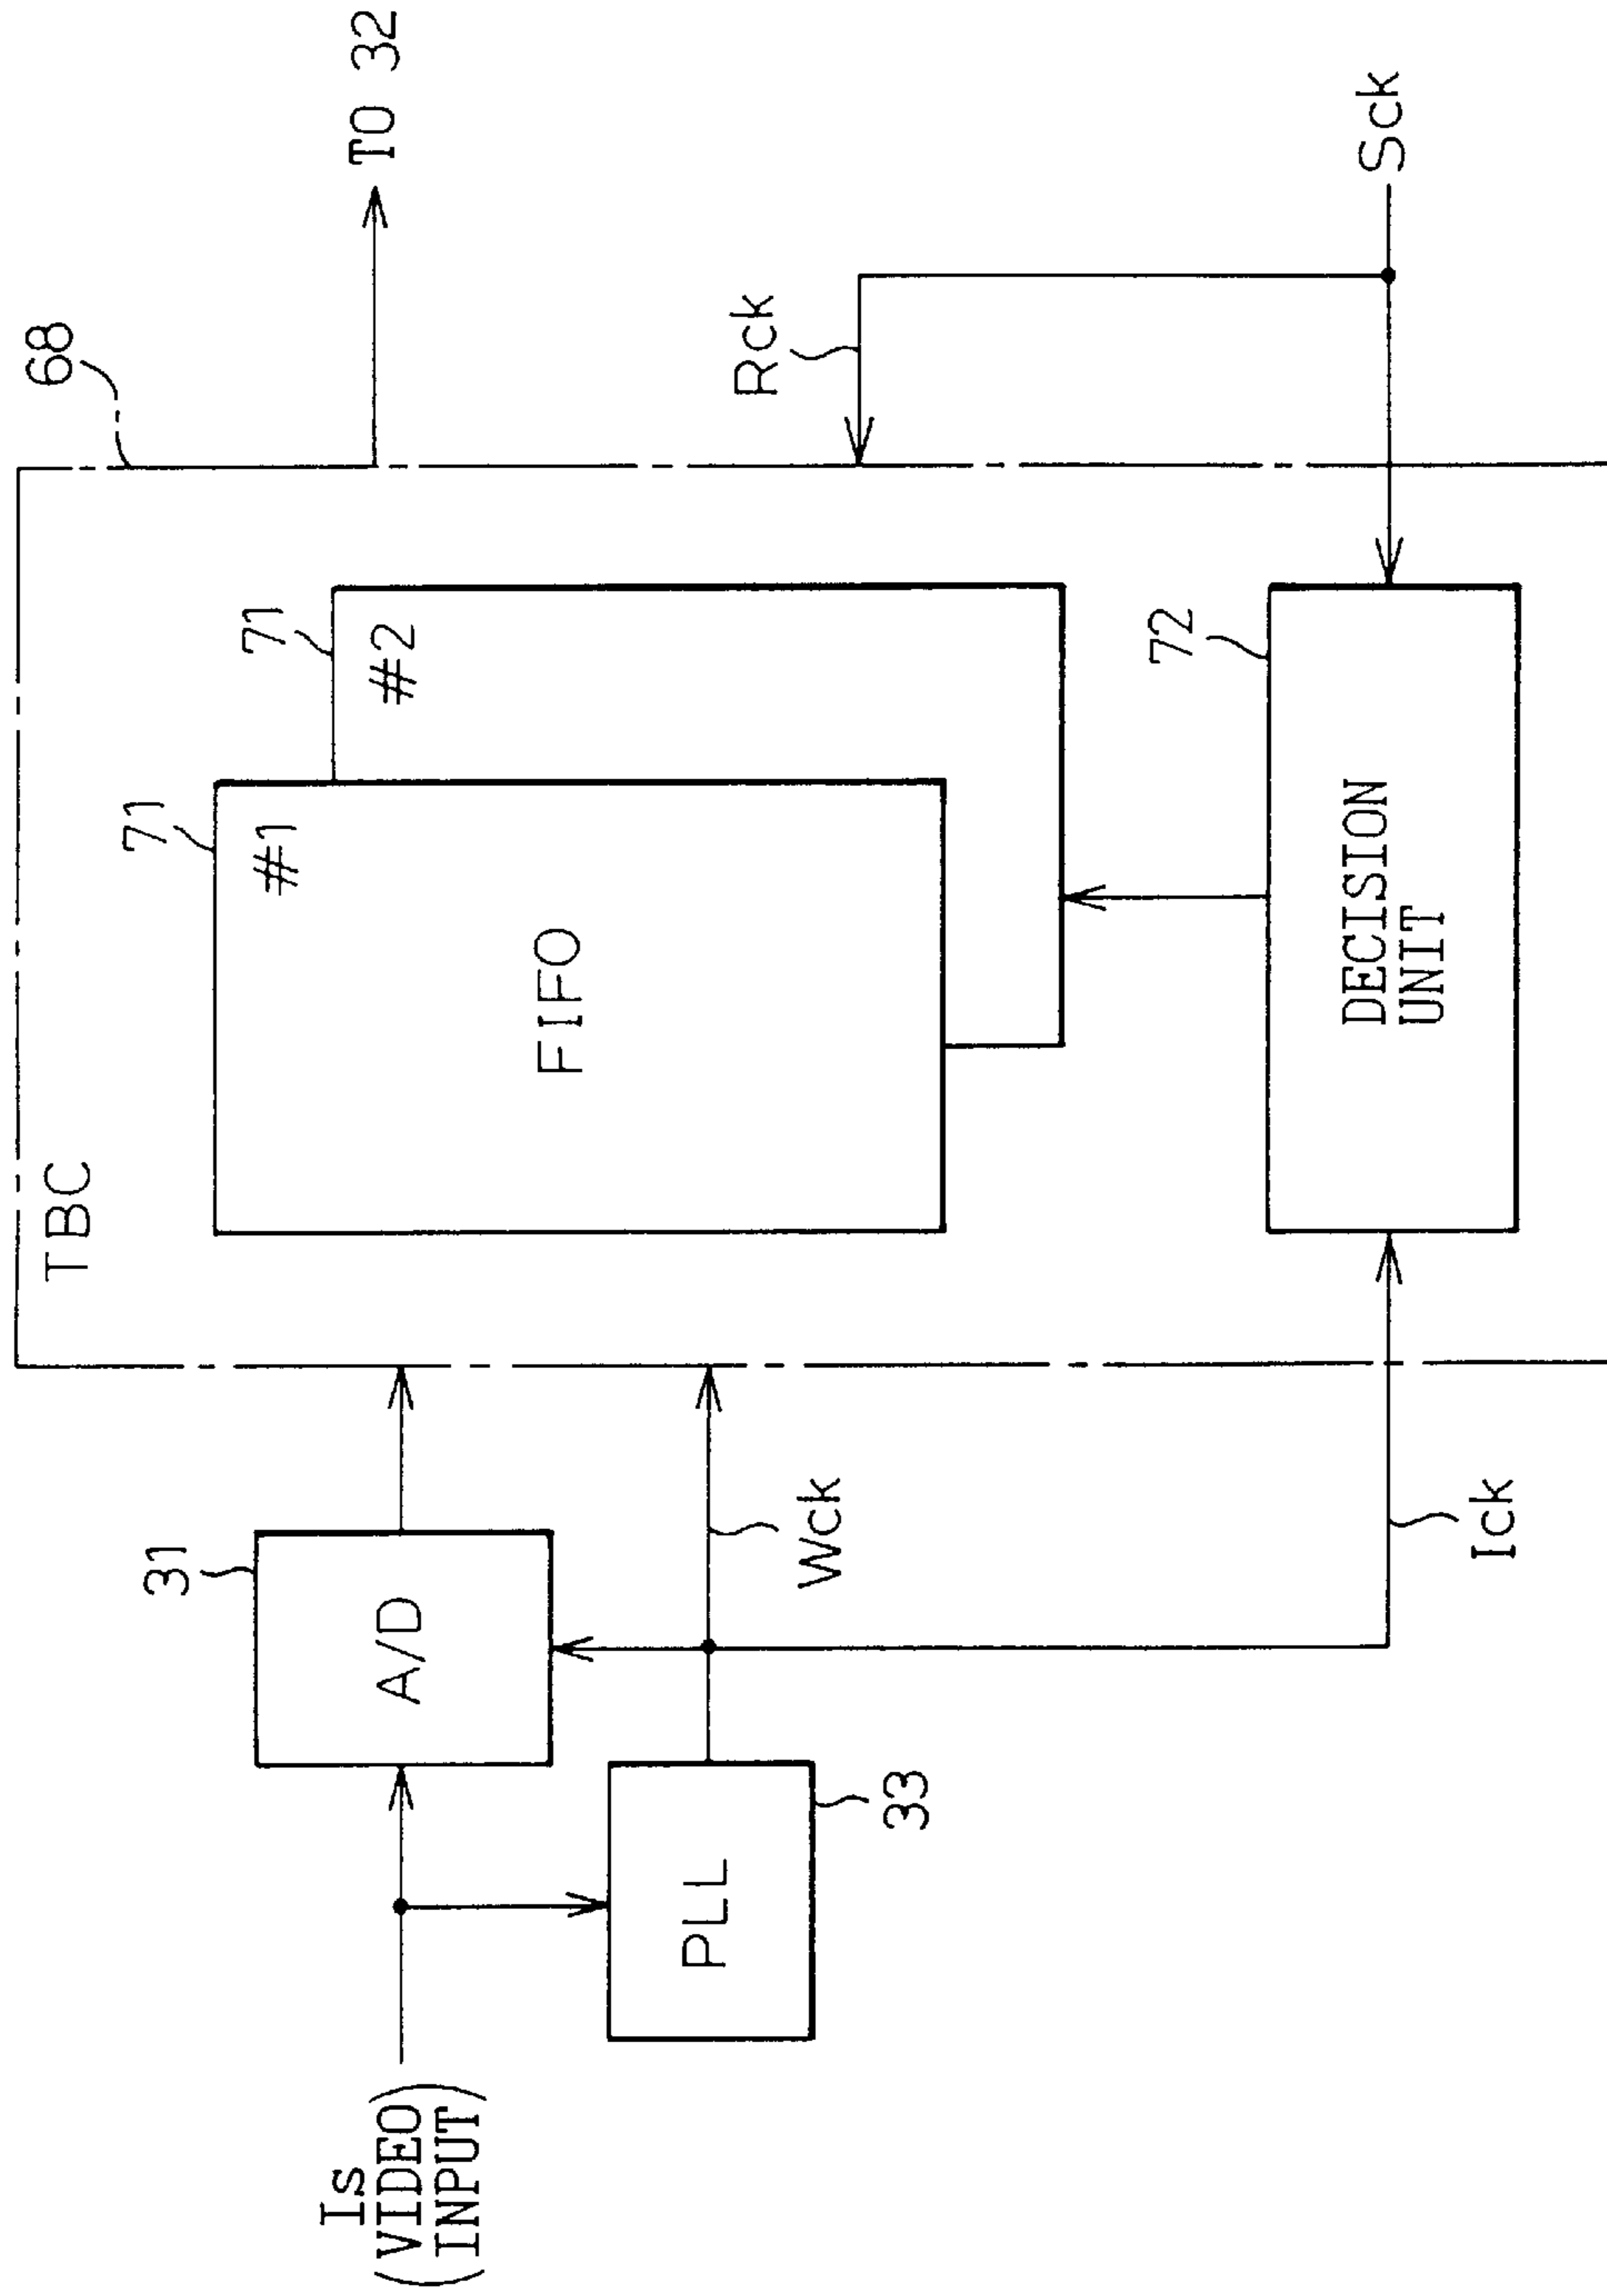 Is
(VIDEO
INPUT)
31
A/D
PLL
33
Wck
Ick
TBC
68
71
#1
FIFO
71
#2
72
DECISION
UNIT
TO 32
Rck
Sck